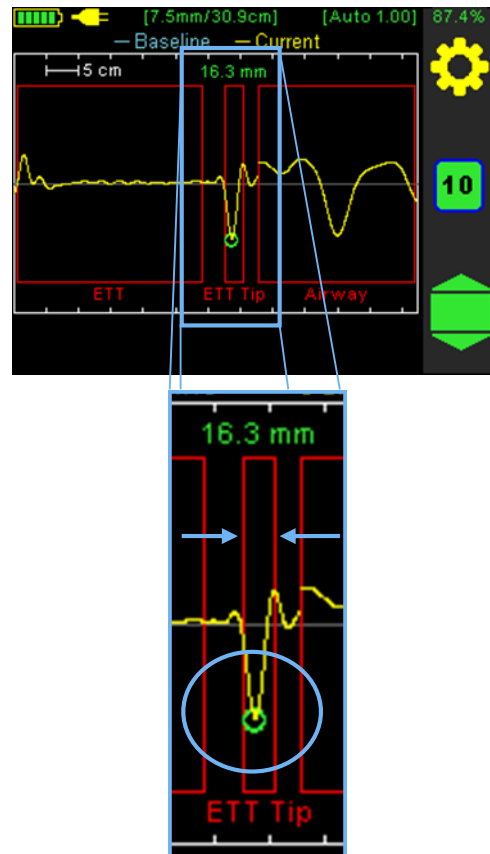 [7.5mm/30.9cm] [Auto 1.00] 87.4%
Baseline Current
5 cm 16.3 mm
10
ETT ETT Tip Airway
16.3 mm
ETT Tip